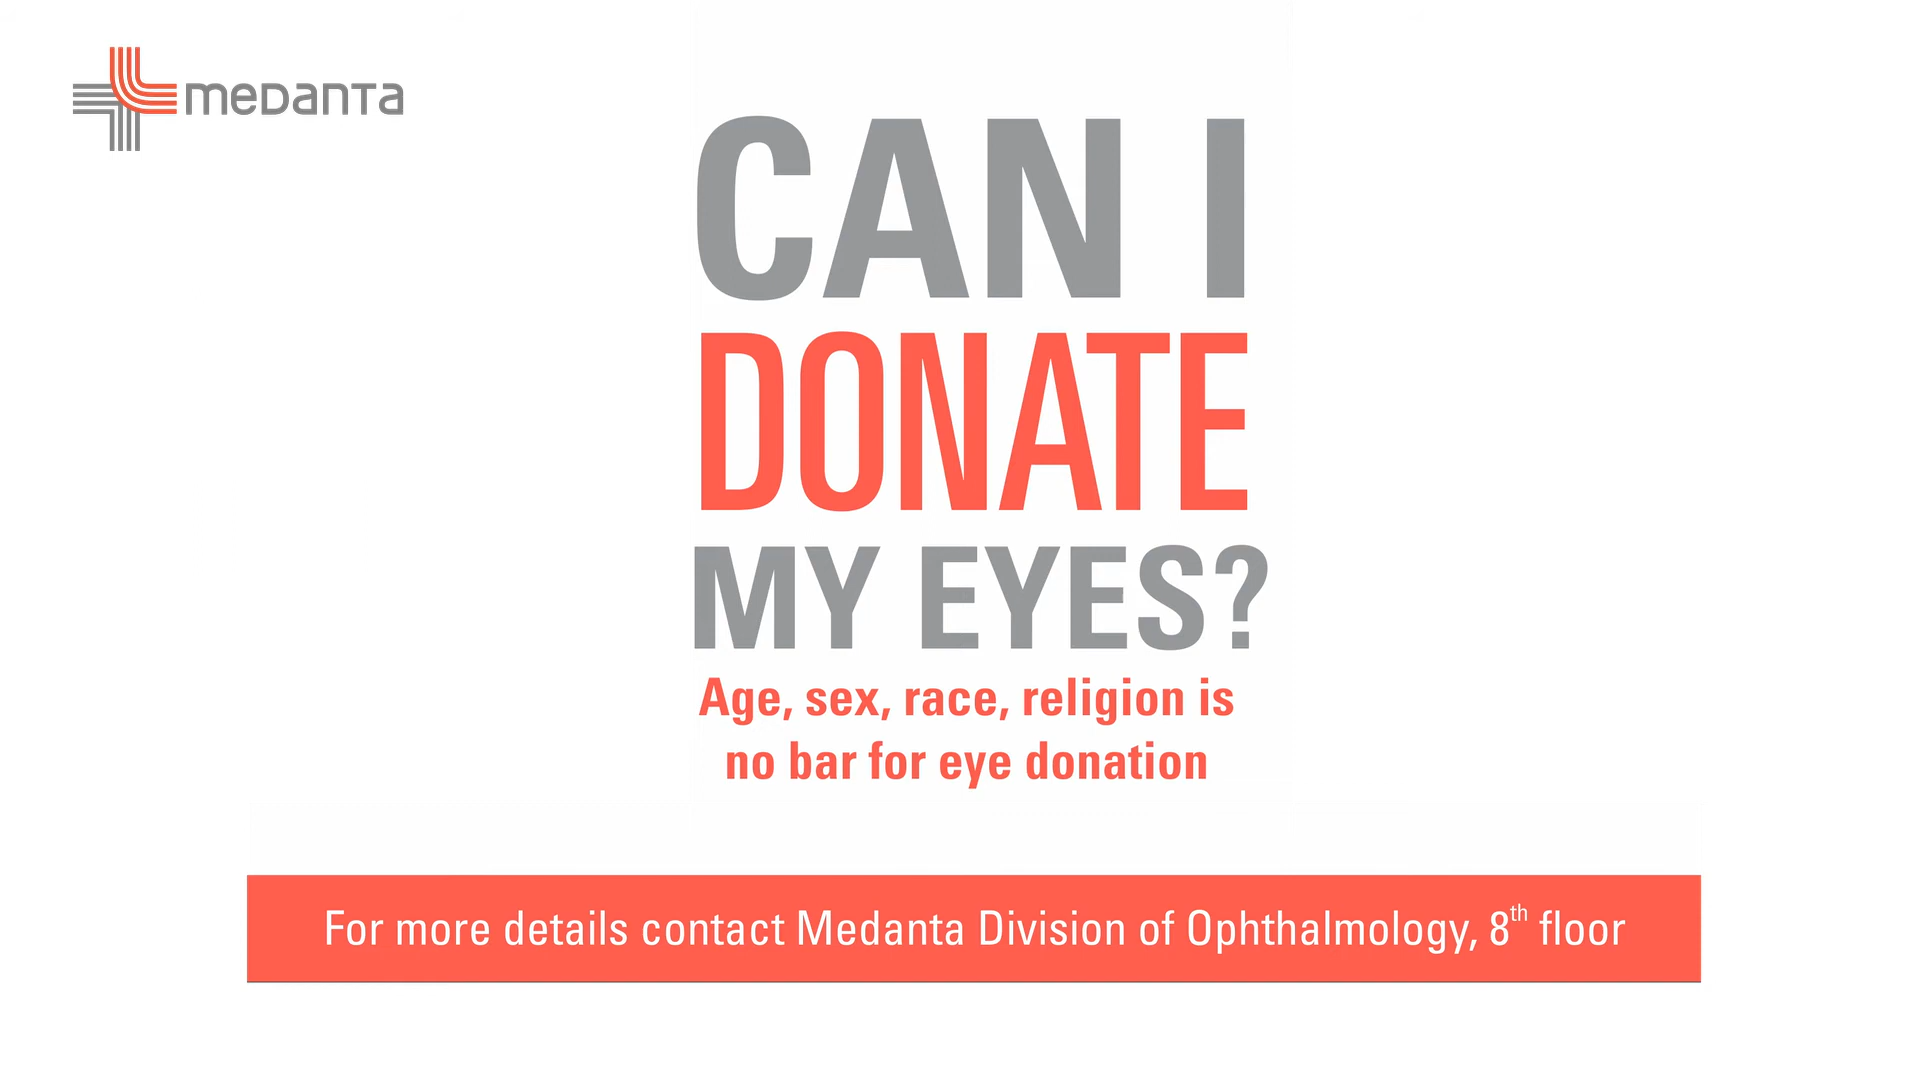 medanta
CAN I
DONATE
MY EYES?
Age, sex, race, religion is
no bar for eye donation
For more details contact Medanta Division of Ophthalmology, 8th floor